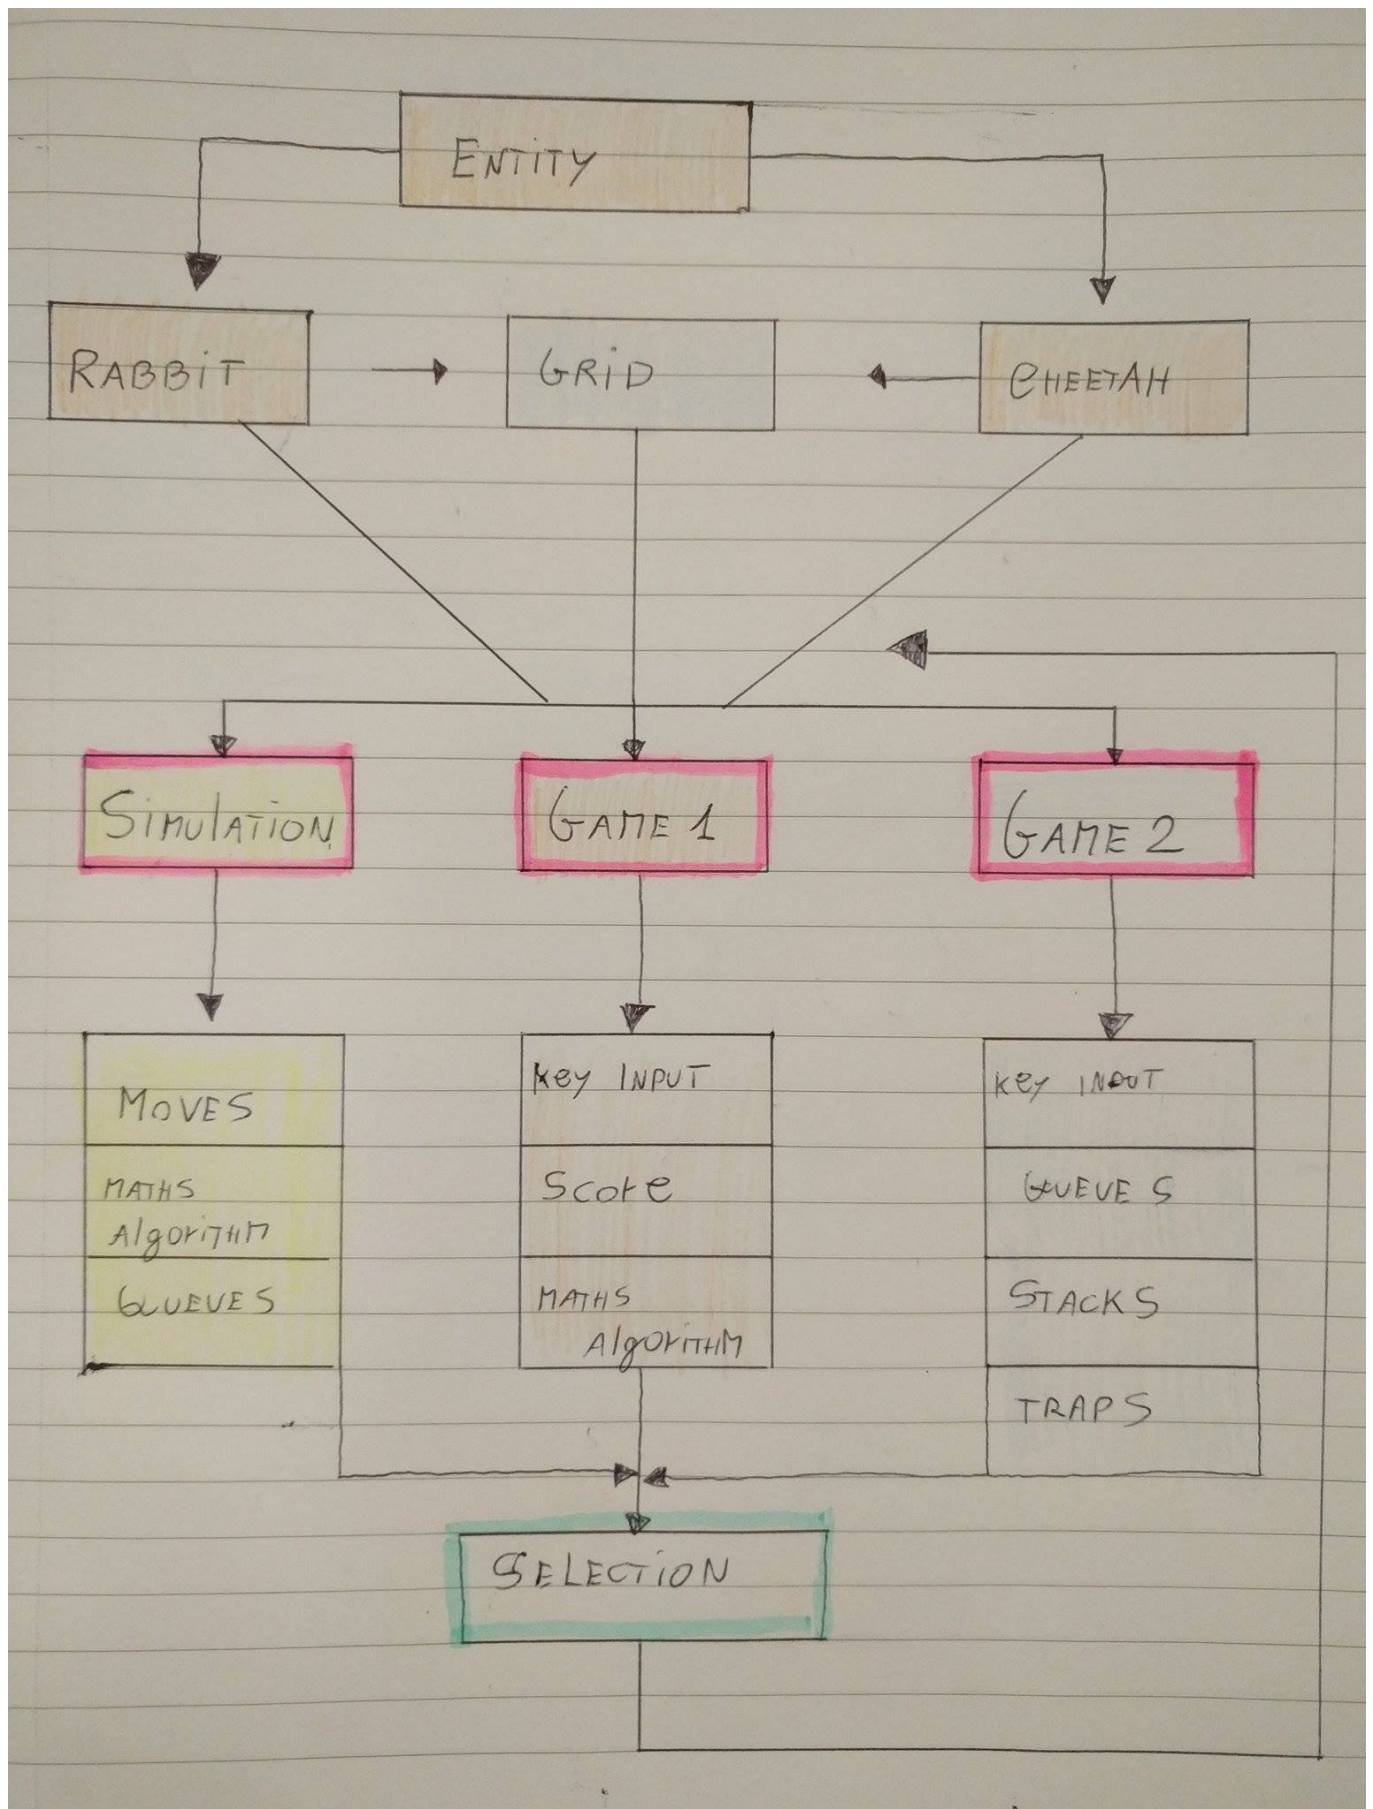 ENTiTY
RABBiT
GRiD
CHEETAH
SiMULATiON
GAME 1
GAME 2
MOVES
MATHS
AlgoriTHM
QUEUES
Key INPUT
Score
MATHS
AlgoriTHM
Key INPUT
QUEUES
STACKS
TRAPS
SELECTiON